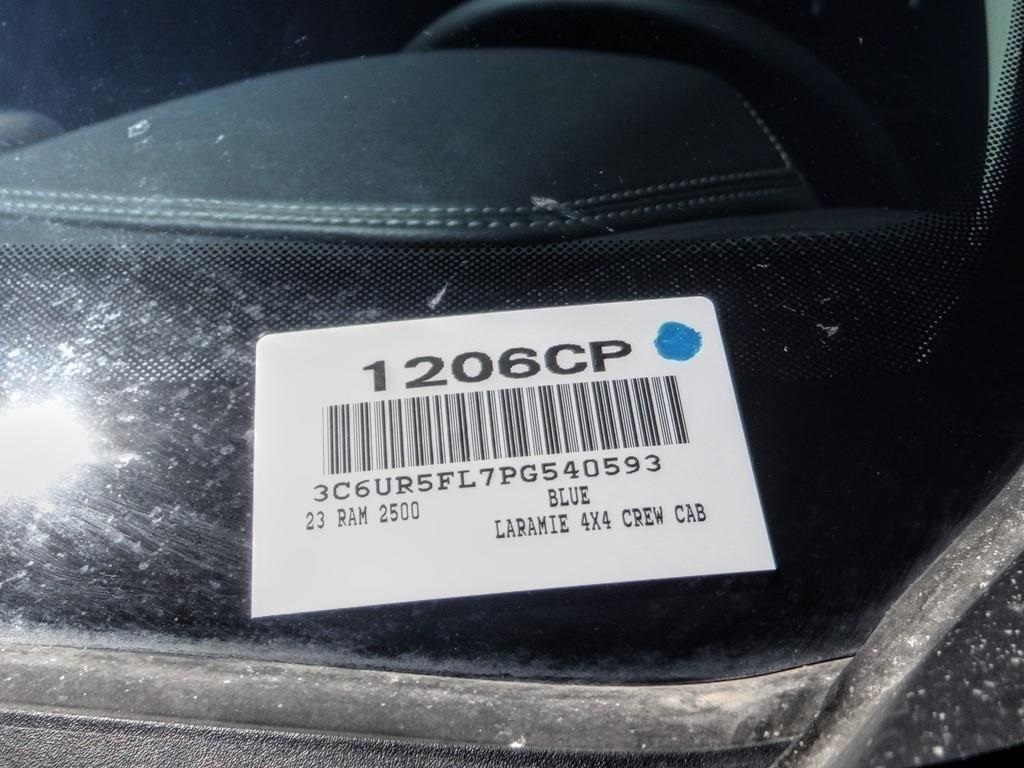 1206CP
3C6UR5FL7PG540593
23 RAM 2500 BLUE
LARAMIE 4X4 CREW CAB